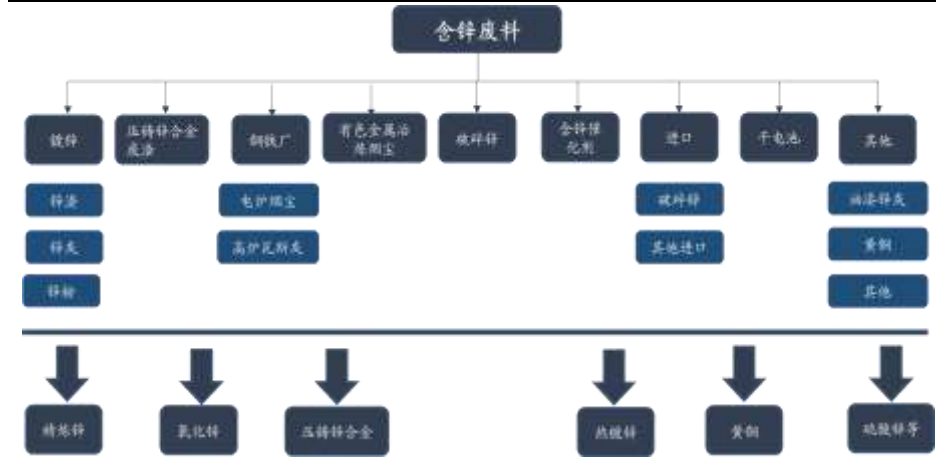 含锌废料
镀锌
压铸锌合金
废渣
钢铁厂
有色金属冶
炼烟尘
破碎锌
含锌催
化剂
进口
干电池
其他
锌渣
电炉烟尘
破碎锌
油漆锌灰
锌灰
高炉瓦斯灰
其他进口
黄铜
锌粉
其他
精炼锌
氧化锌
压铸锌合金
热镀锌
黄铜
硫酸锌等